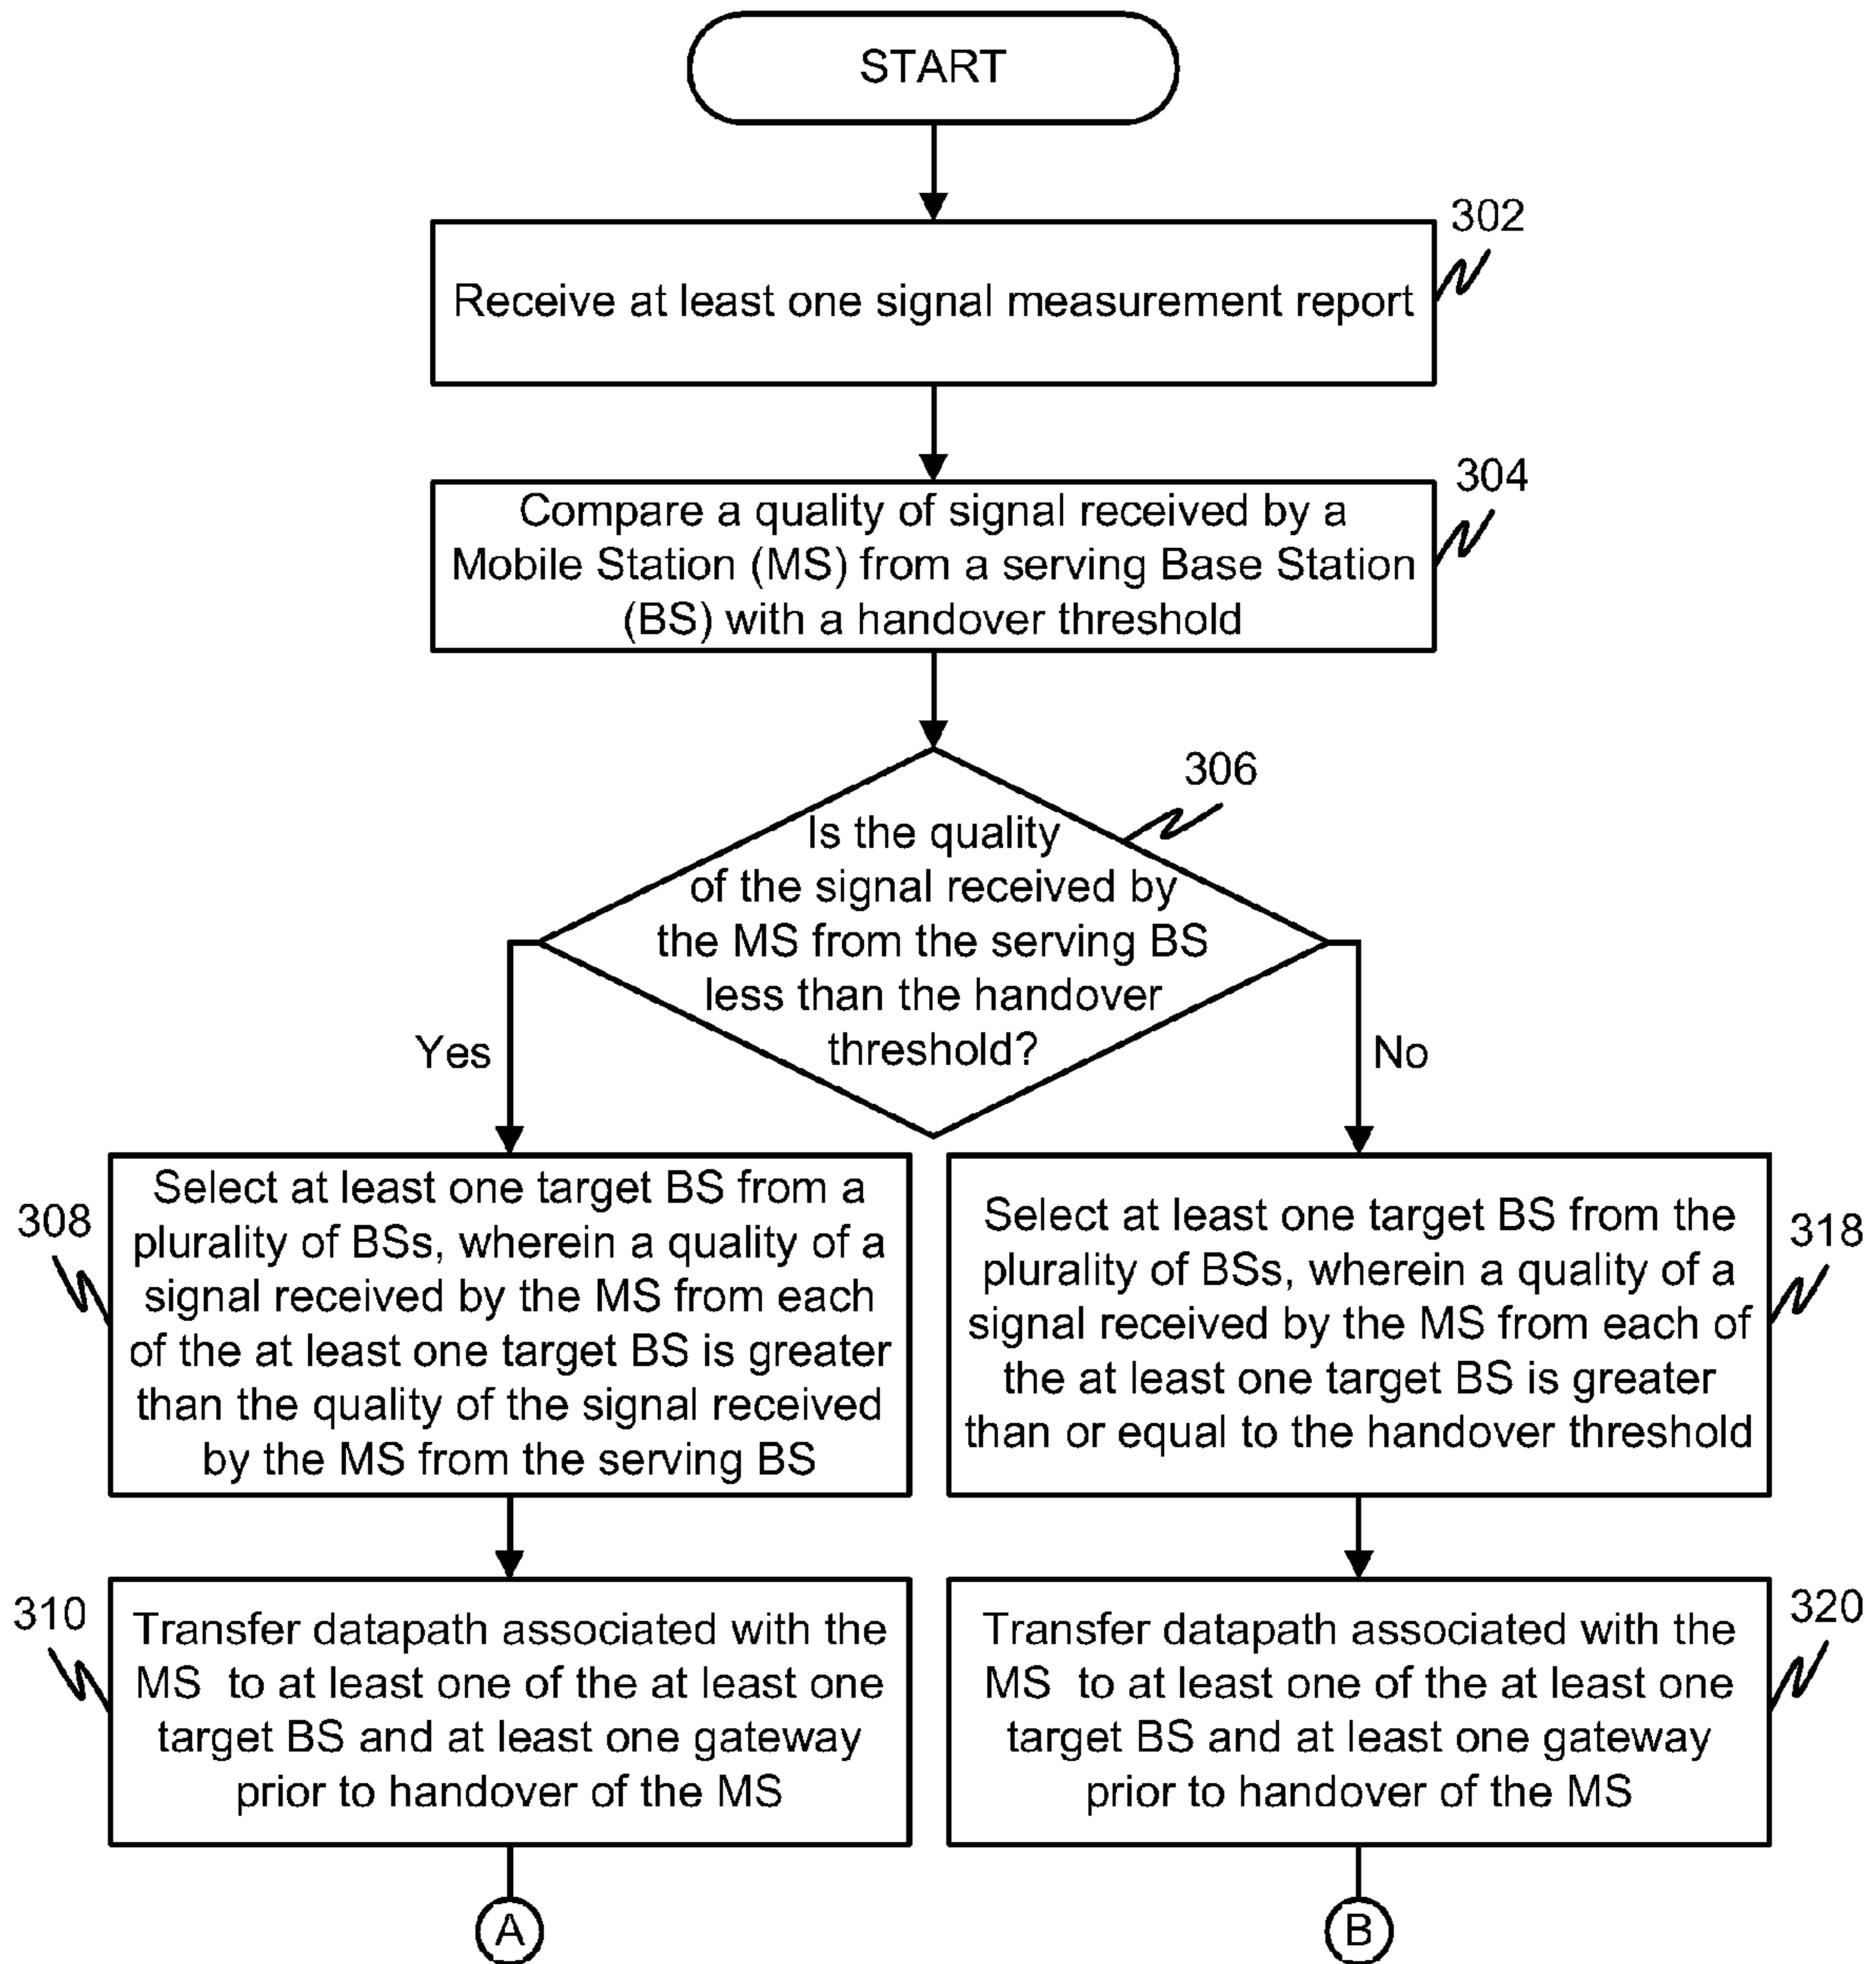 START
302
Receive at least one signal measurement report
304
Compare a quality of signal received by a
Mobile Station (MS) from a serving Base Station
(BS) with a handover threshold
306
Is the quality
of the signal received by
the MS from the serving BS
less than the handover
threshold?
Yes
No
308
Select at least one target BS from a
plurality of BSs, wherein a quality of a
signal received by the MS from each
of the at least one target BS is greater
than the quality of the signal received
by the MS from the serving BS
318
Select at least one target BS from the
plurality of BSs, wherein a quality of a
signal received by the MS from each of
the at least one target BS is greater
than or equal to the handover threshold
310
Transfer datapath associated with the
MS to at least one of the at least one
target BS and at least one gateway
prior to handover of the MS
320
Transfer datapath associated with the
MS to at least one of the at least one
target BS and at least one gateway
prior to handover of the MS
A
B